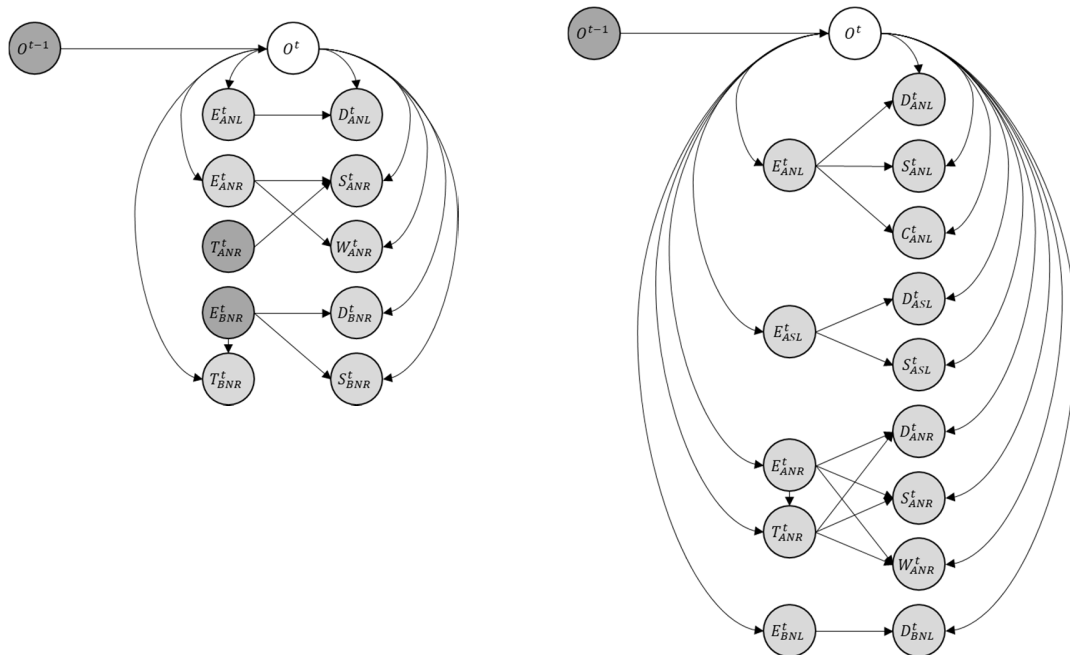 O^{t-1}
O^t
E^t_{ANL}
D^t_{ANL}
E^t_{ANR}
S^t_{ANR}
T^t_{ANR}
W^t_{ANR}
E^t_{BNR}
D^t_{BNR}
T^t_{BNR}
S^t_{BNR}
O^{t-1}
O^t
D^t_{ANL}
E^t_{ANL}
S^t_{ANL}
C^t_{ANL}
D^t_{ASL}
E^t_{ASL}
S^t_{ASL}
D^t_{ANR}
E^t_{ANR}
S^t_{ANR}
T^t_{ANR}
W^t_{ANR}
E^t_{BNL}
D^t_{BNL}